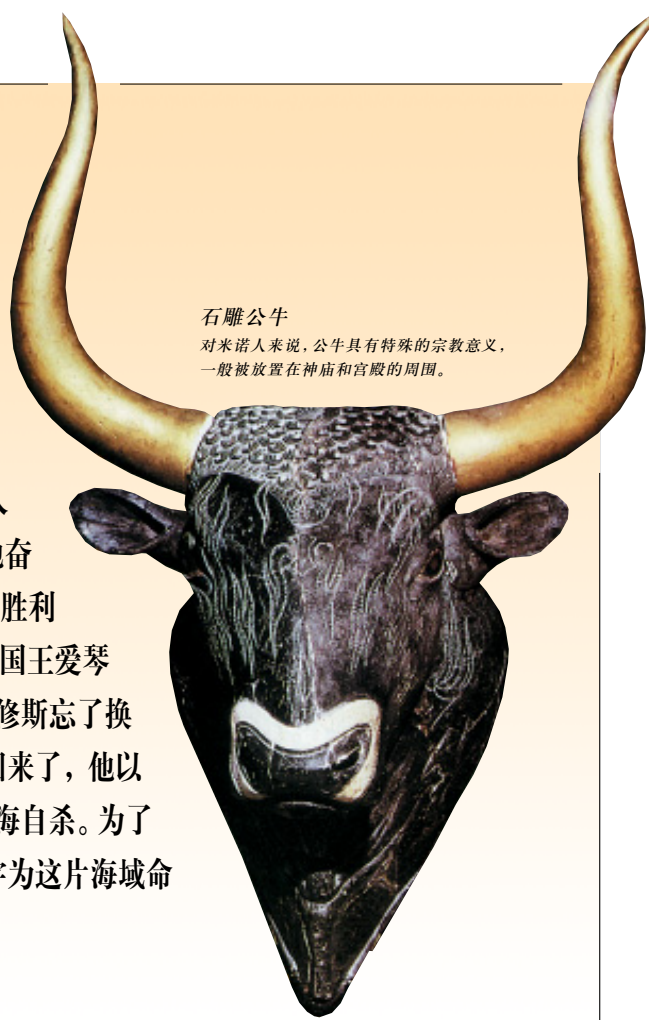 石雕公牛
对米诺人来说，公牛具有特殊的宗教意义，
一般被放置在神庙和宫殿的周围。
奋
胜利
国王爱琴
修斯忘了换
来了，他以
海自杀。为了
为这片海域命